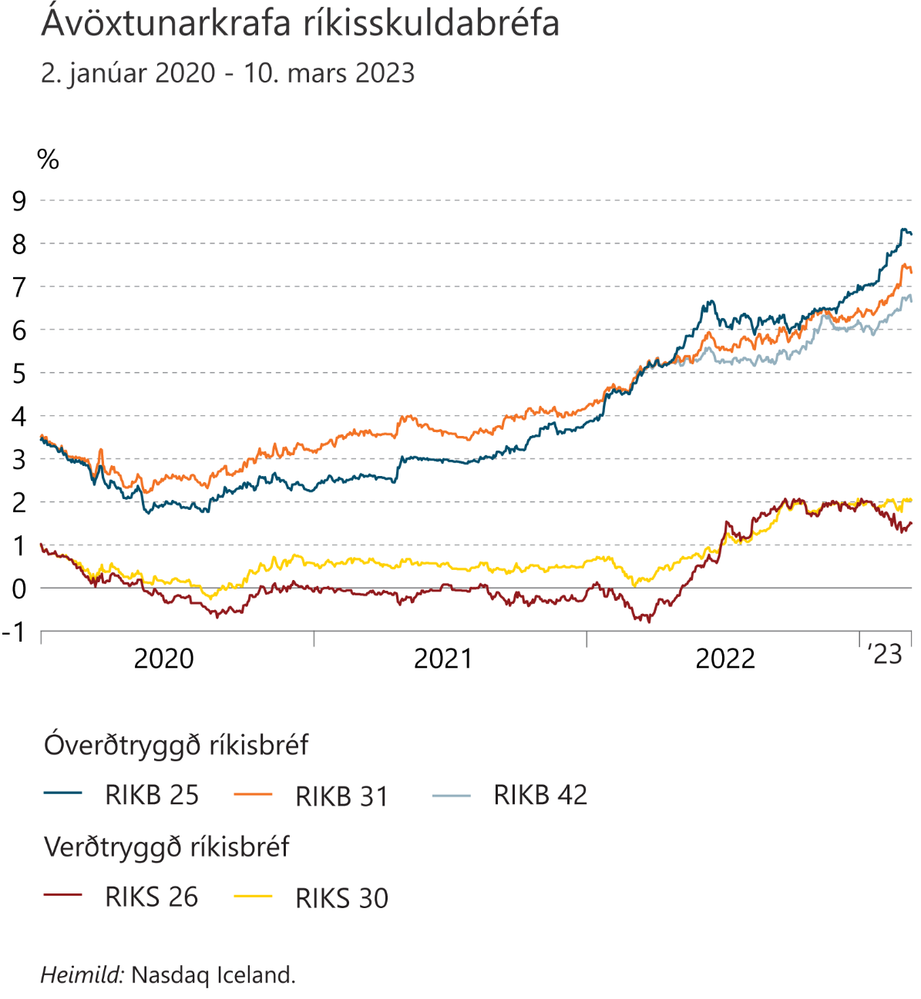 Ávöxtunarkrafa ríkisskuldabréfa
2. janúar 2020 - 10. mars 2023
%
9
8
7
6
5
4
3
2
1
0
-1
2020 2021 2022 ’23
Óverðtryggð ríkisbréf
RIKB 25 RIKB 31 RIKB 42
Verðtryggð ríkisbréf
RIKS 26 RIKS 30
Heimild: Nasdaq Iceland.